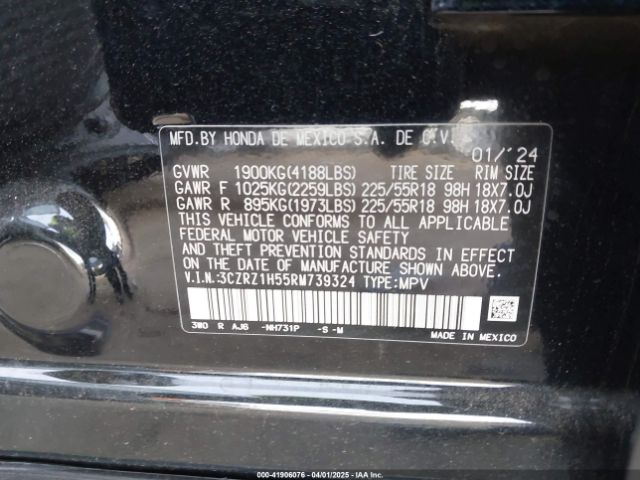 MFD.BY HONDA DE MEXICO S.A. DE C.V.
01/'24
GVWR 1900KG(4188LBS) TIRE SIZE RIM SIZE
GAWR F 1025KG(2259LBS) 225/55R18 98H 18X7.0J
GAWR R 895KG(1973LBS) 225/55R18 98H 18X7.0J
THIS VEHICLE CONFORMS TO ALL APPLICABLE
FEDERAL MOTOR VEHICLE SAFETY
AND THEFT PREVENTION STANDARDS IN EFFECT
ON THE DATE OF MANUFACTURE SHOWN ABOVE.
V.I.N.:3CZRZ1H55RM739324 TYPE:MPV
3W0 R AJ6 -NH731P -S -M
MADE IN MEXICO
000-41906076 | 04/01/2025 | IAA, Inc.